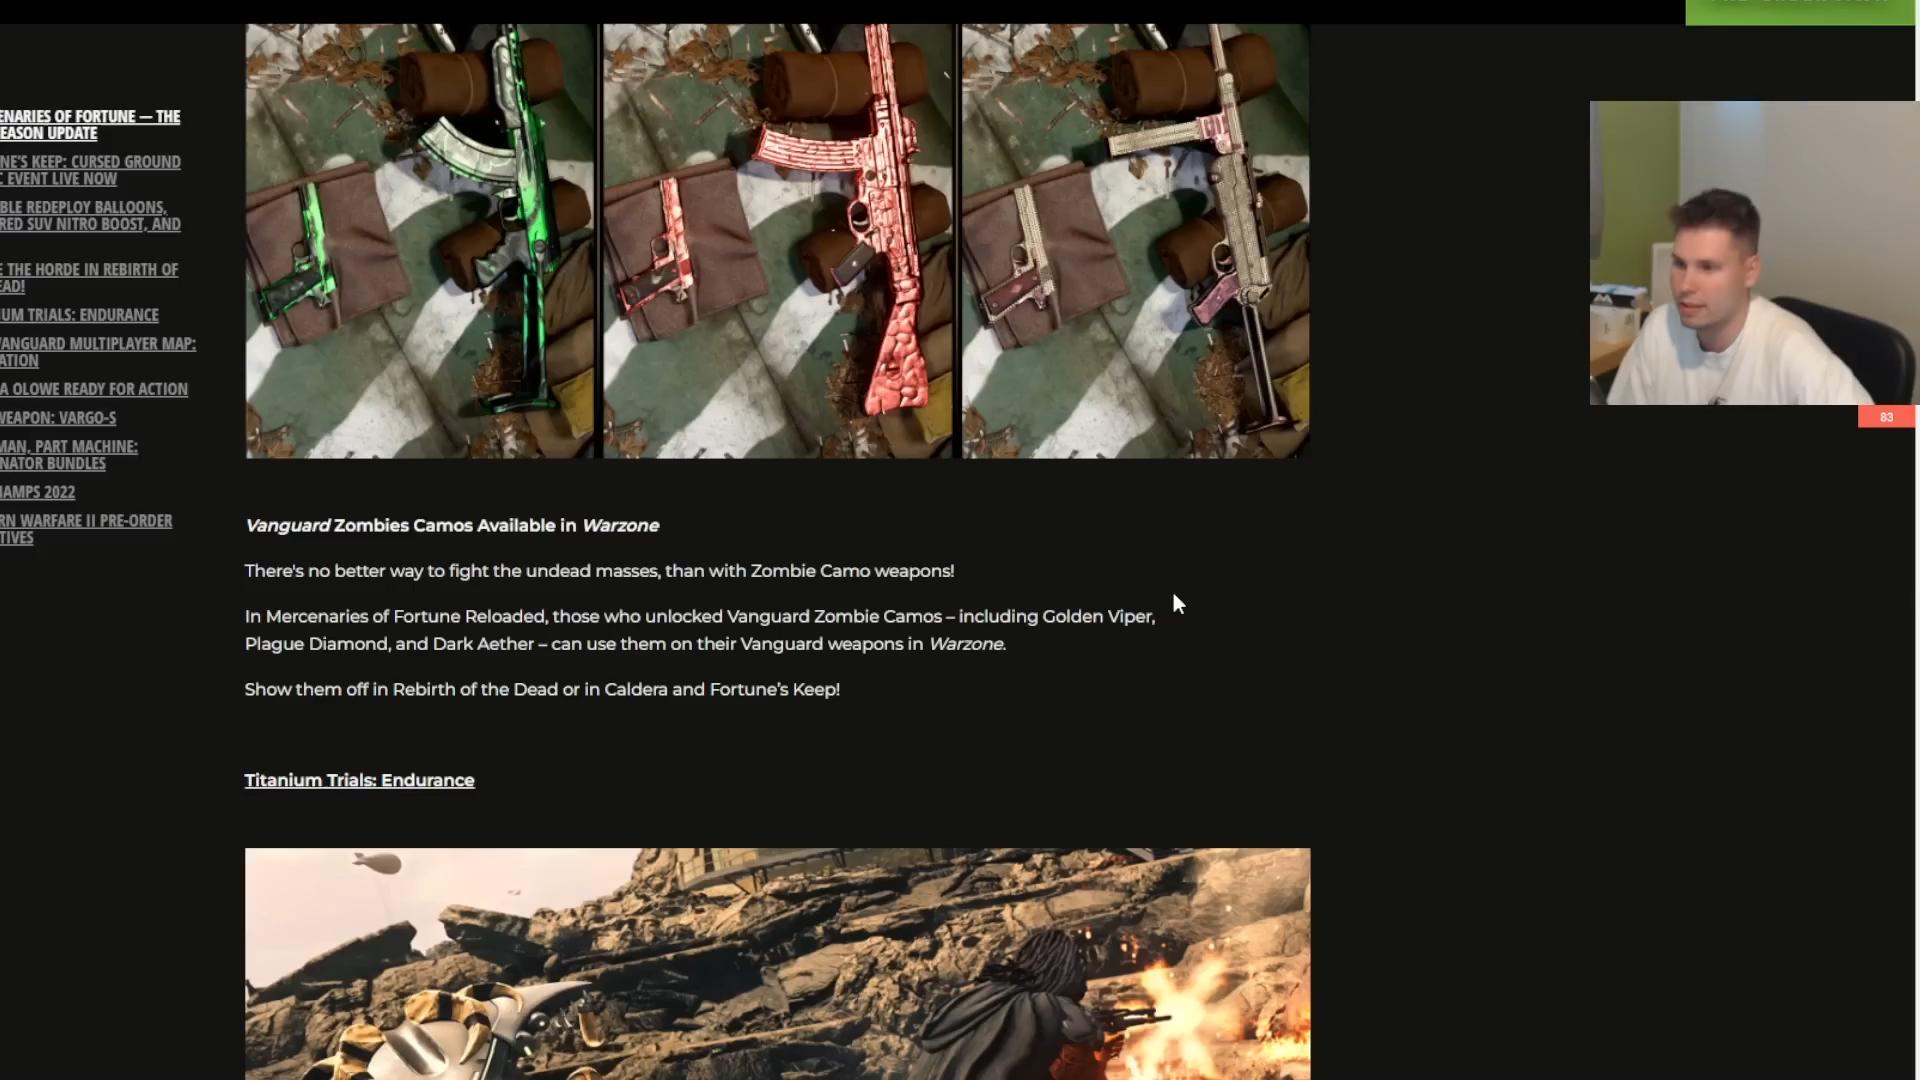 ENARIES OF FORTUNE — THE
EASON UPDATE
NE'S KEEP: CURSED GROUND
C EVENT LIVE NOW
BLE REDEPLOY BALLOONS,
RED SUV NITRO BOOST, AND
E THE HORDE IN REBIRTH OF
EAD!
UM TRIALS: ENDURANCE
VANGUARD MULTIPLAYER MAP:
ATION
A OLOWE READY FOR ACTION
WEAPON: VARGO-S
MAN, PART MACHINE:
NATOR BUNDLES
HAMPS 2022
RN WARFARE II PRE-ORDER
TIVES
83
Vanguard Zombies Camos Available in Warzone
There's no better way to fight the undead masses, than with Zombie Camo weapons!
In Mercenaries of Fortune Reloaded, those who unlocked Vanguard Zombie Camos – including Golden Viper,
Plague Diamond, and Dark Aether – can use them on their Vanguard weapons in Warzone.
Show them off in Rebirth of the Dead or in Caldera and Fortune’s Keep!
Titanium Trials: Endurance